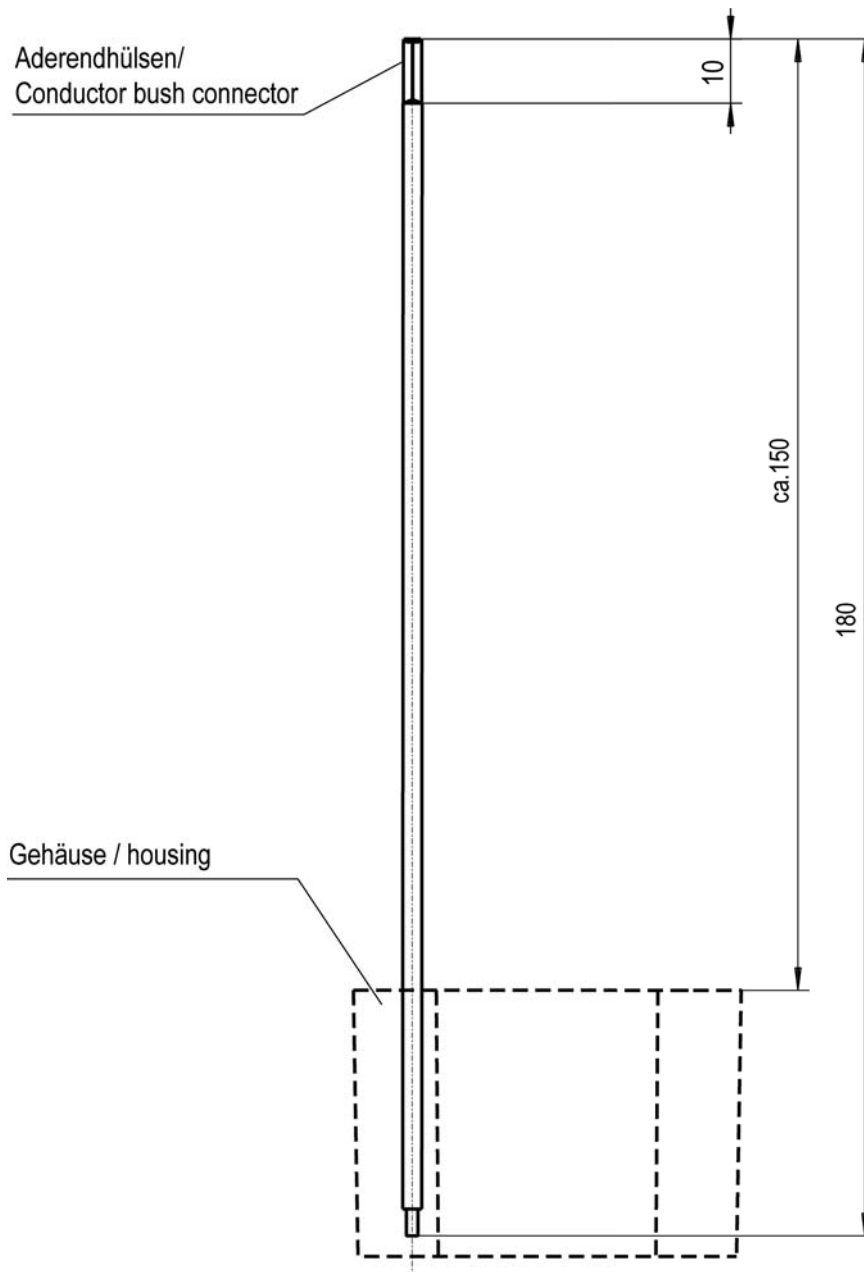 Aderendhülsen/
Conductor bush connector
10
ca.150
180
Gehäuse / housing